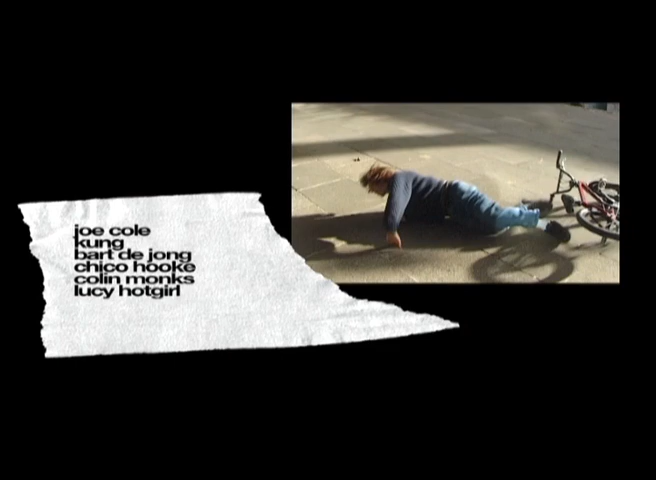 joe cole
kung
bart de jong
chico hooke
colin monks
lucy hotgirl